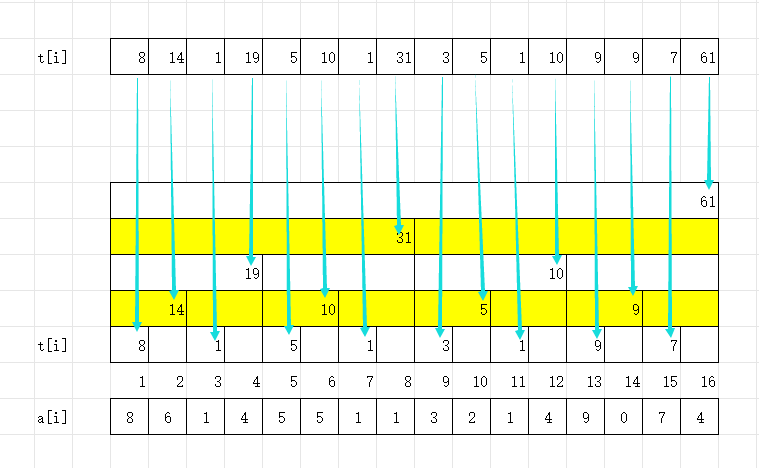 t[i] 8 14 1 19 5 10 1 31 3 5 1 10 9 9 7 61
61
31
19 10
14 10 5 9
t[i] 8 1 5 1 3 1 9 7
1 2 3 4 5 6 7 8 9 10 11 12 13 14 15 16
a[i] 8 6 1 4 5 5 1 1 3 2 1 4 9 0 7 4